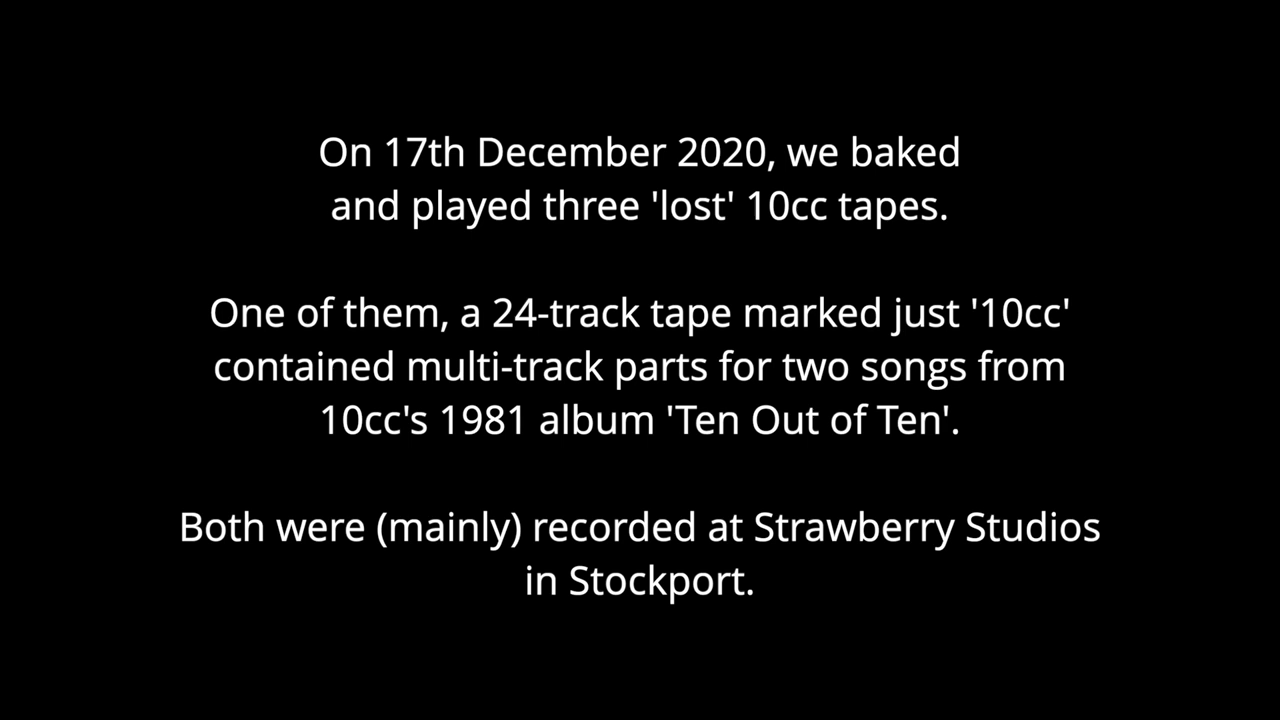 On 17th December 2020, we baked
and played three 'lost' 10cc tapes.
One of them, a 24-track tape marked just '10cc'
contained multi-track parts for two songs from
10cc's 1981 album 'Ten Out of Ten'.
Both were (mainly) recorded at Strawberry Studios
in Stockport.